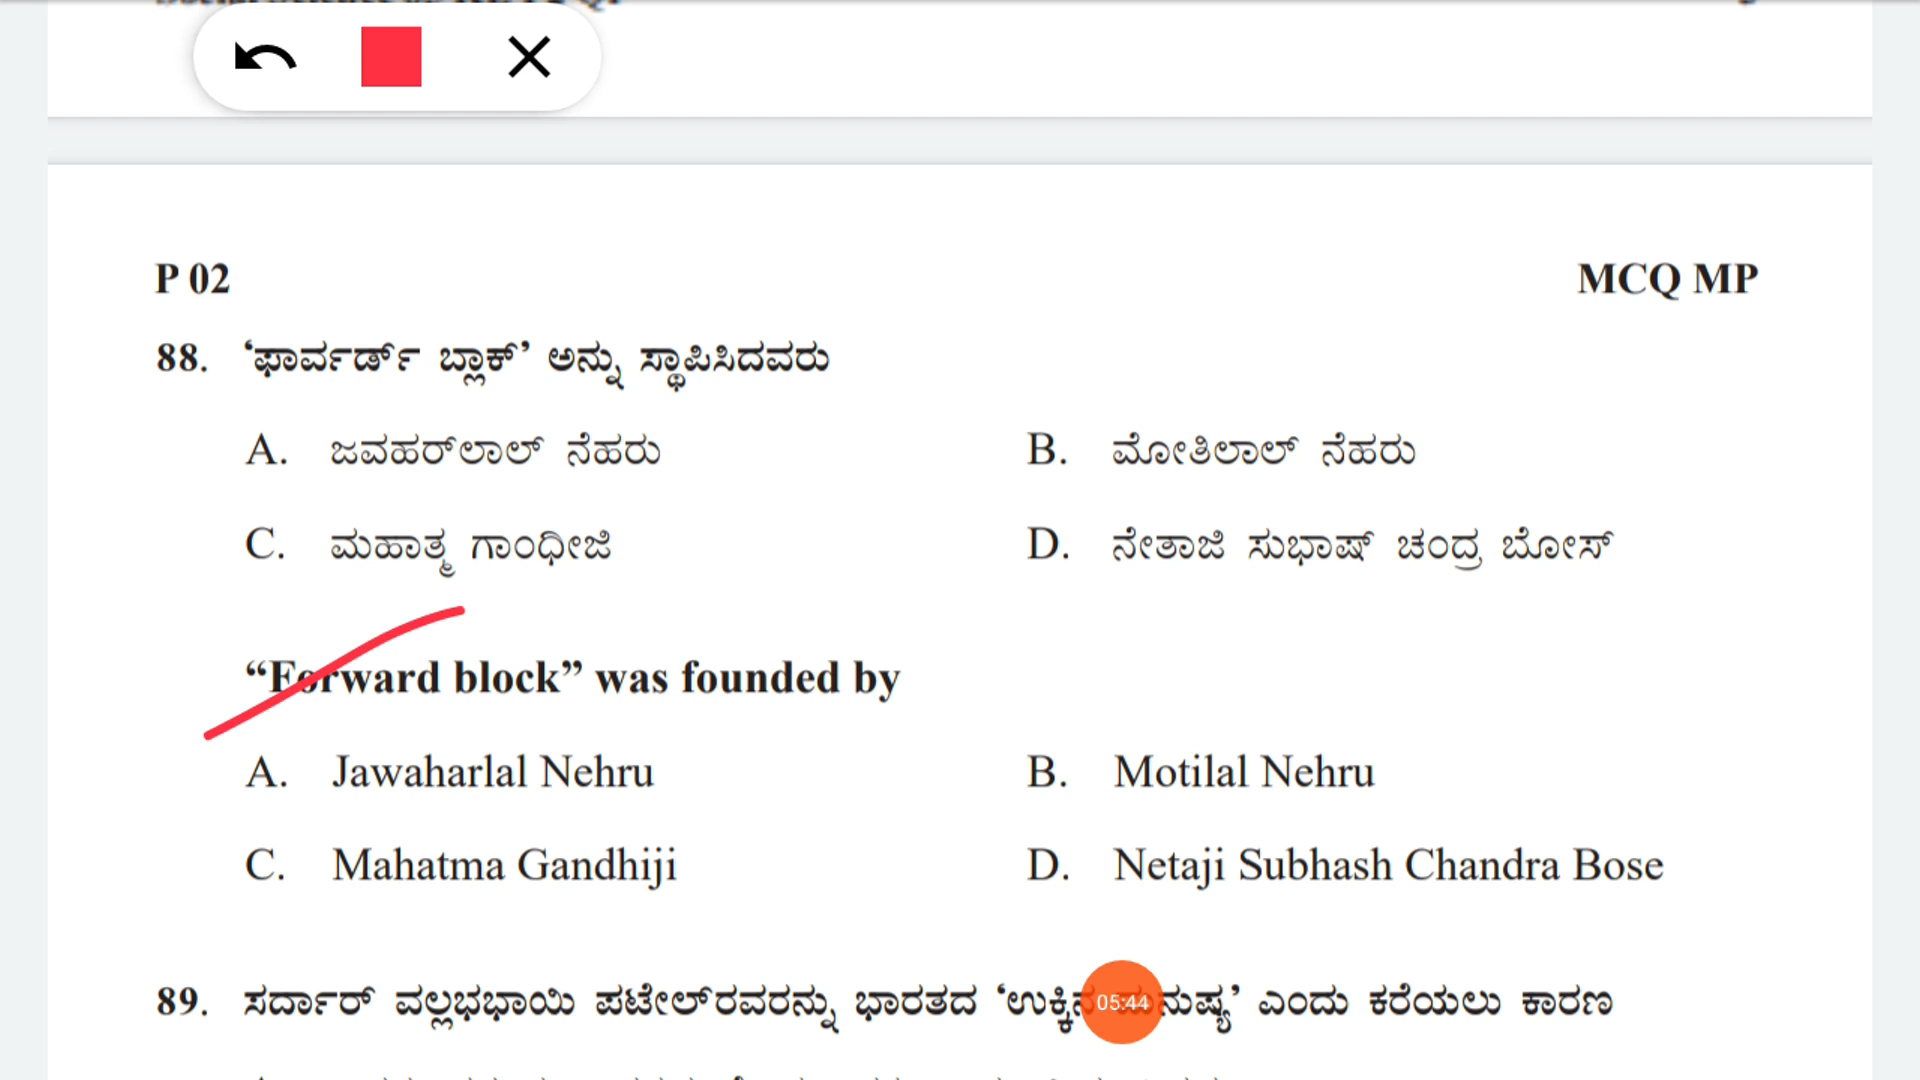 P 02 MCQ MP
88. ‘ಫಾರ್ವರ್ಡ್ ಬ್ಲಾಕ್’ ಅನ್ನು ಸ್ಥಾಪಿಸಿದವರು
A. ಜವಹರ್‌ಲಾಲ್ ನೆಹರು B. ಮೋತಿಲಾಲ್ ನೆಹರು
C. ಮಹಾತ್ಮ ಗಾಂಧೀಜಿ D. ನೇತಾಜಿ ಸುಭಾಷ್ ಚಂದ್ರ ಬೋಸ್
“Forward block” was founded by
A. Jawaharlal Nehru B. Motilal Nehru
C. Mahatma Gandhiji D. Netaji Subhash Chandra Bose
89. ಸರ್ದಾರ್ ವಲ್ಲಭಭಾಯಿ ಪಟೇಲ್‌ರವರನ್ನು ಭಾರತದ ಎಂದು ಕರೆಯಲು ಕಾರಣ
05:44